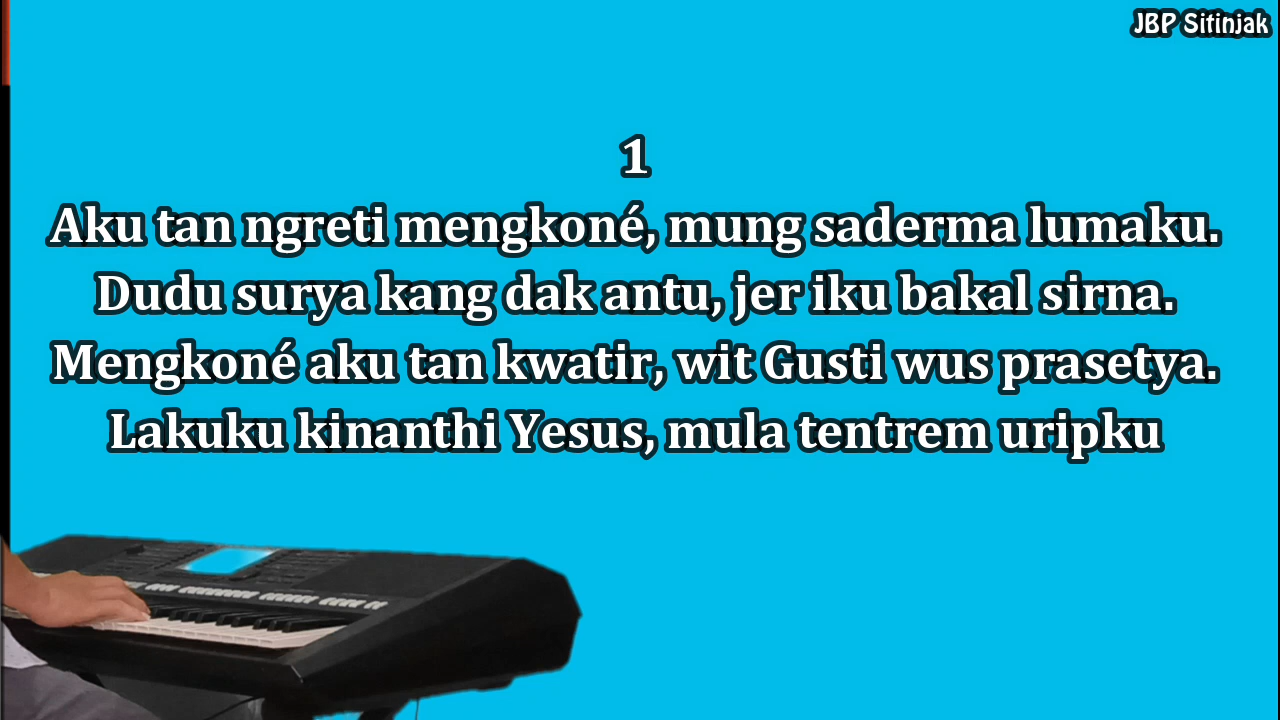 JBP Sitinjak
1
Aku tan ngreti mengkoné, mung saderma lumaku.
Dudu surya kang dak antu, jer iku bakal sirna.
Mengkoné aku tan kwatir, wit Gusti wus prasetya.
Lakuku kinanthi Yesus, mula tentrem uripku